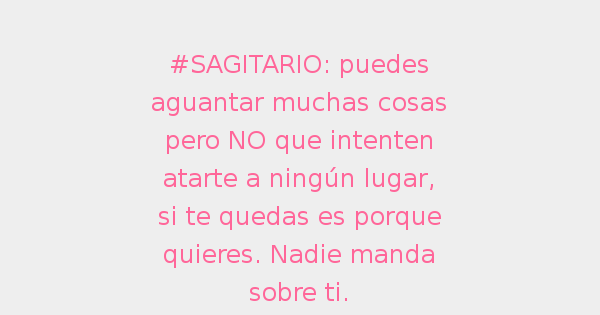 #SAGITARIO: puedes
aguantar muchas cosas
pero NO que intenten
atarte a ningún lugar,
si te quedas es porque
quieres. Nadie manda
sobre ti.